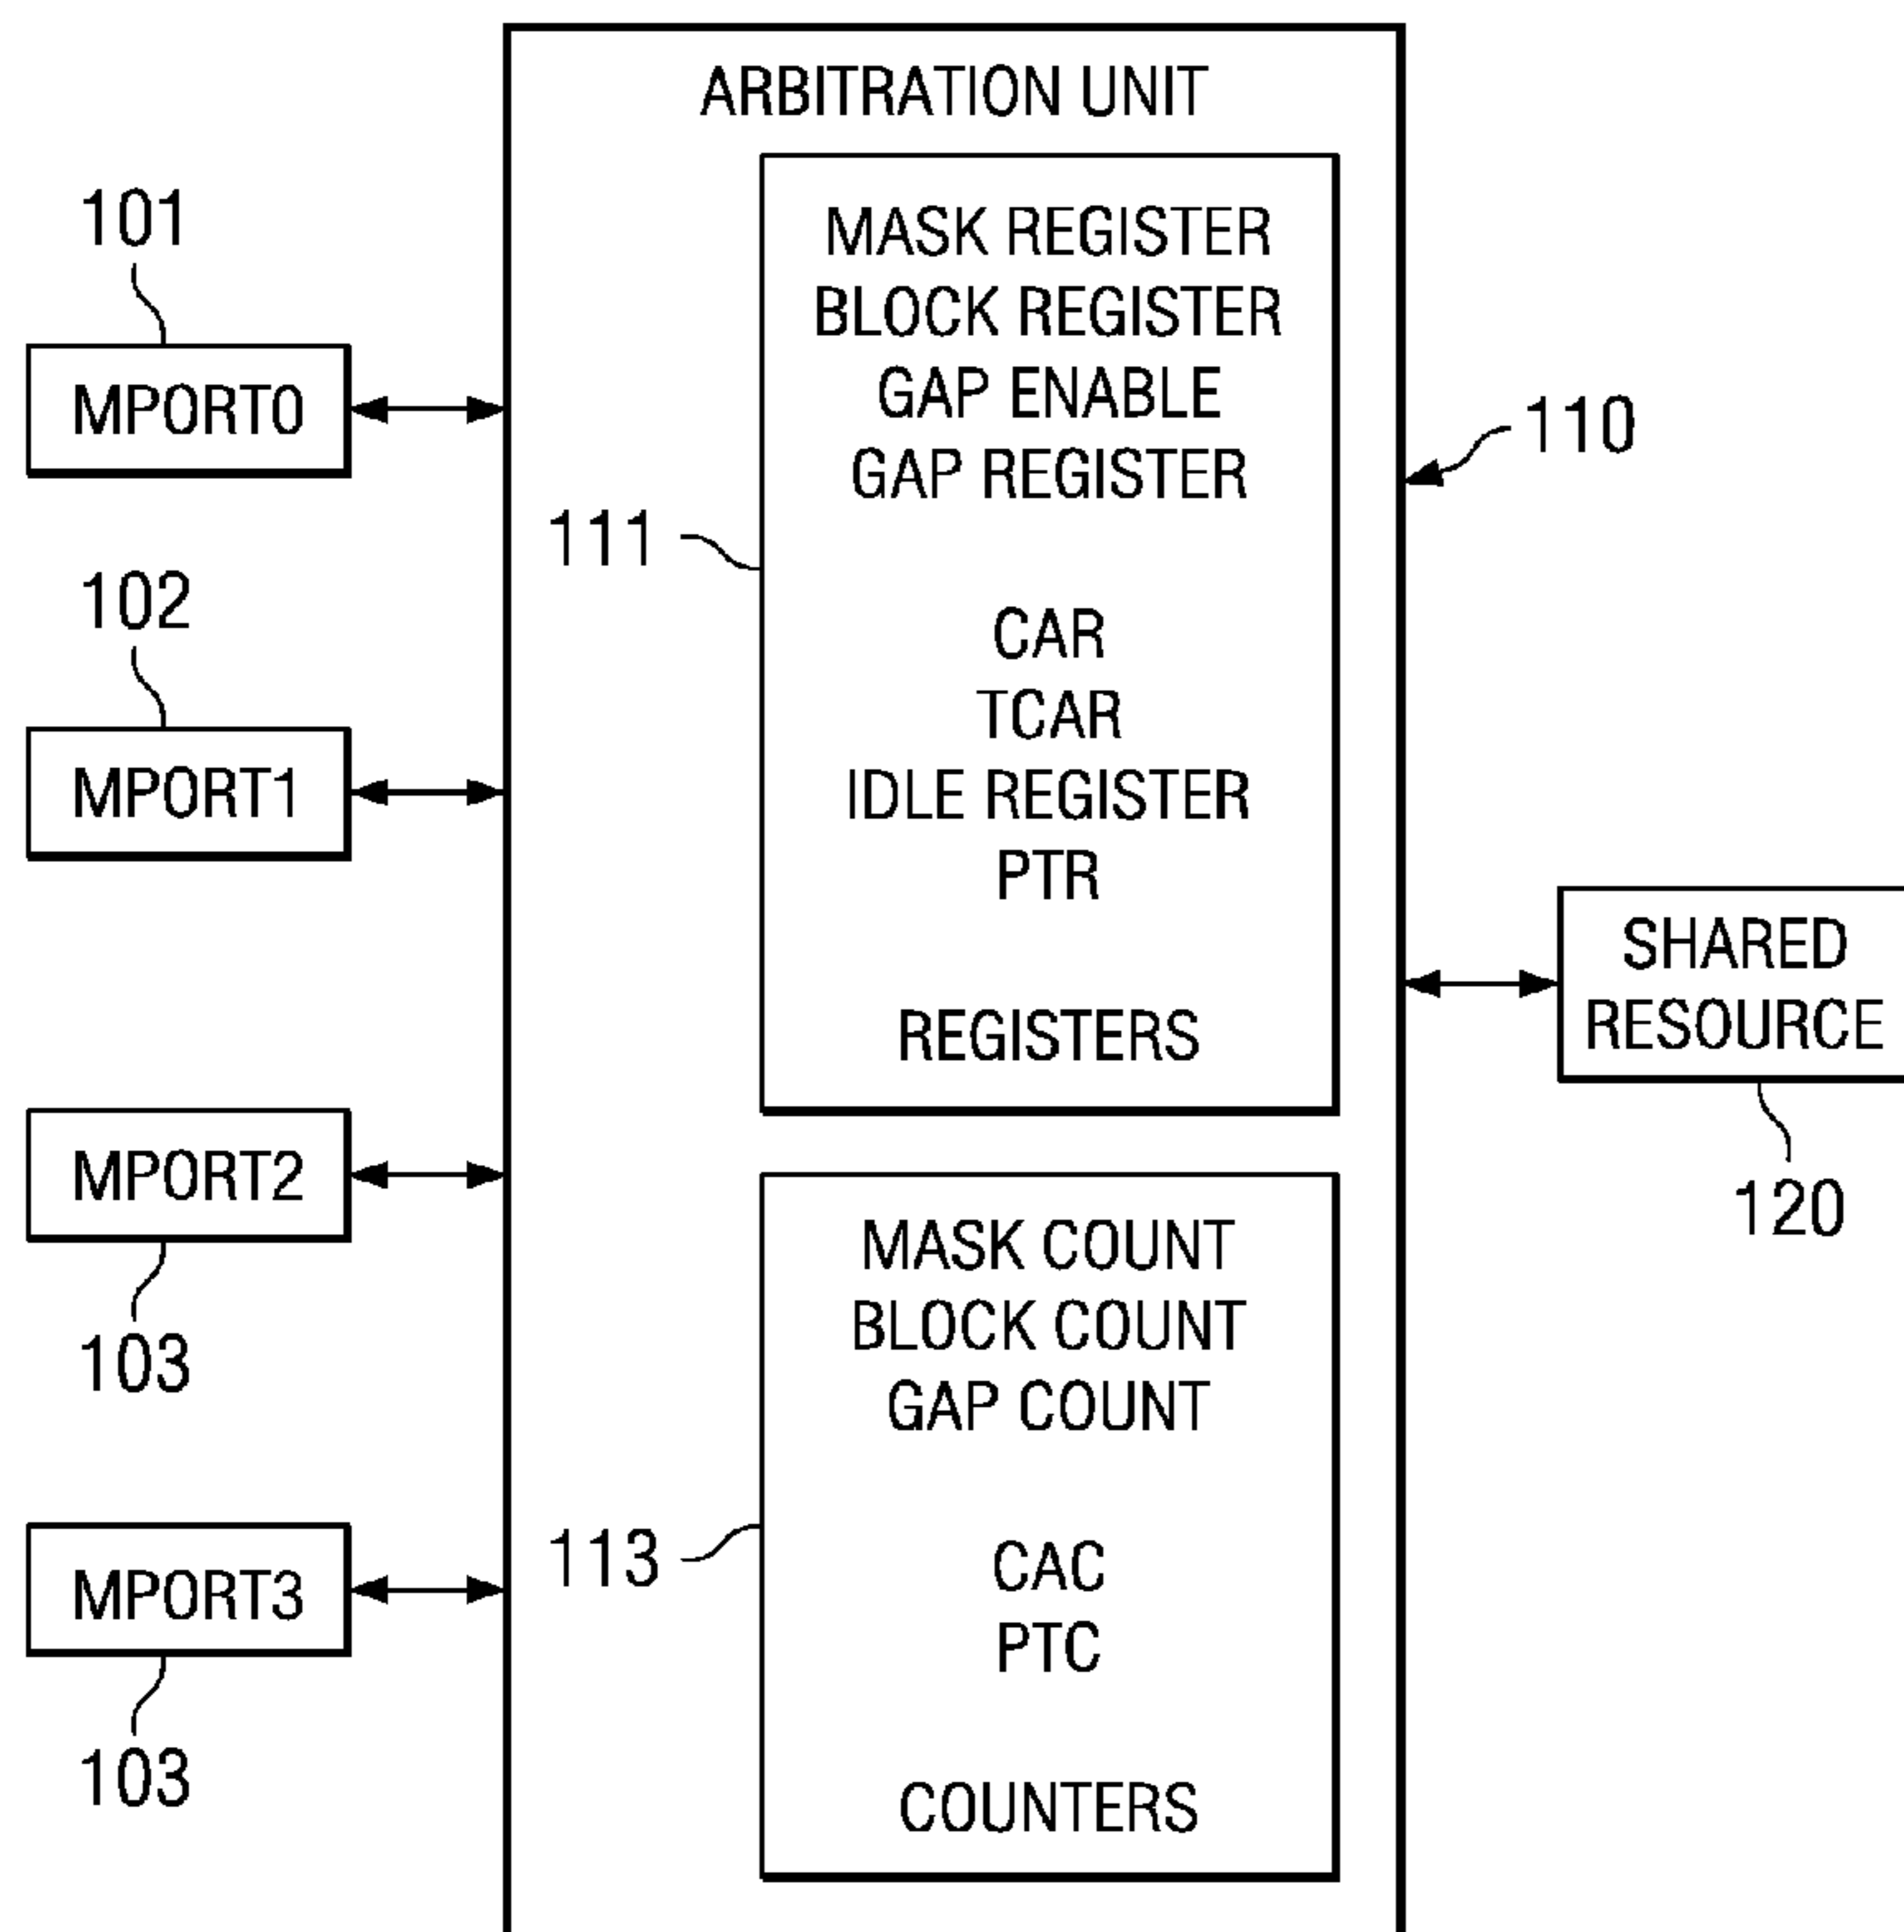 ARBITRATION UNIT
101
MPORT0
102
MPORT1
MPORT2
103
MPORT3
103
111
MASK REGISTER
BLOCK REGISTER
GAP ENABLE
GAP REGISTER
CAR
TCAR
IDLE REGISTER
PTR
REGISTERS
113
MASK COUNT
BLOCK COUNT
GAP COUNT
CAC
PTC
COUNTERS
110
SHARED
RESOURCE
120